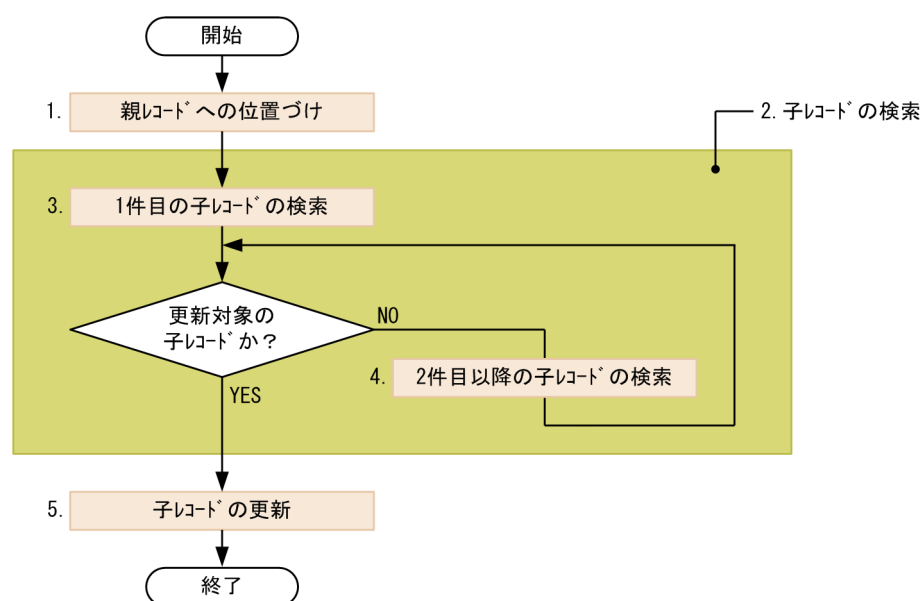 開始
1. 親ﾚｺｰﾄﾞへの位置づけ
2. 子ﾚｺｰﾄﾞの検索
3. 1件目の子ﾚｺｰﾄﾞの検索
更新対象の
子ﾚｺｰﾄﾞか？
NO
4. 2件目以降の子ﾚｺｰﾄﾞの検索
YES
5. 子ﾚｺｰﾄﾞの更新
終了